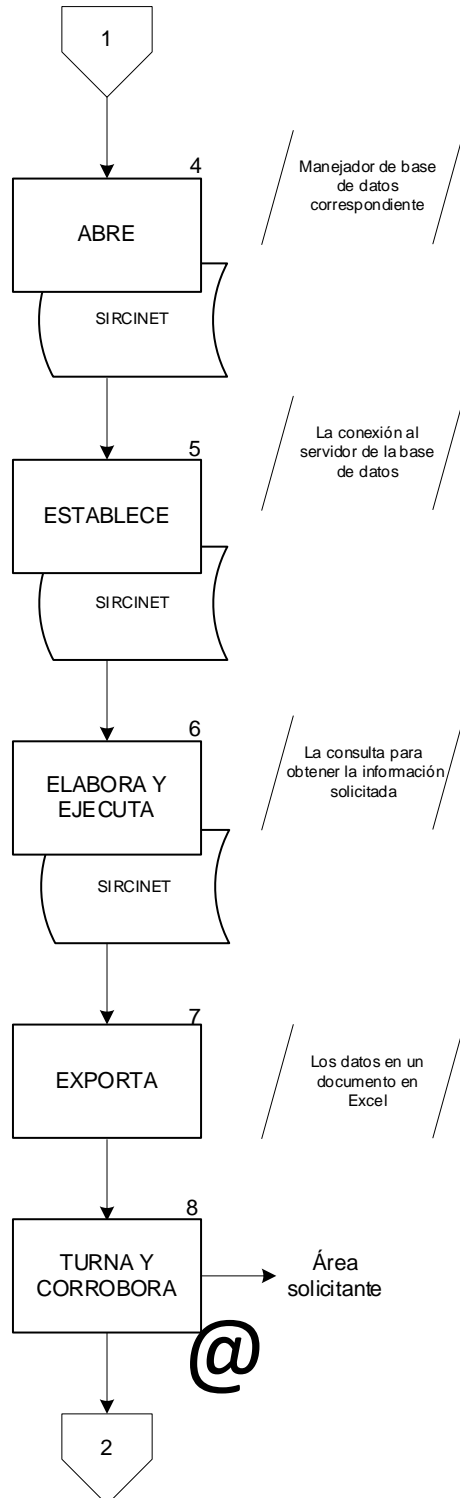 1
4
ABRE
SIRCINET
Manejador de base
de datos
correspondiente
5
ESTABLECE
SIRCINET
La conexión al
servidor de la base
de datos
6
ELABORA Y
EJECUTA
SIRCINET
La consulta para
obtener la información
solicitada
7
EXPORTA
Los datos en un
documento en
Excel
8
TURNA Y
CORROBORA
Área
solicitante
@
2